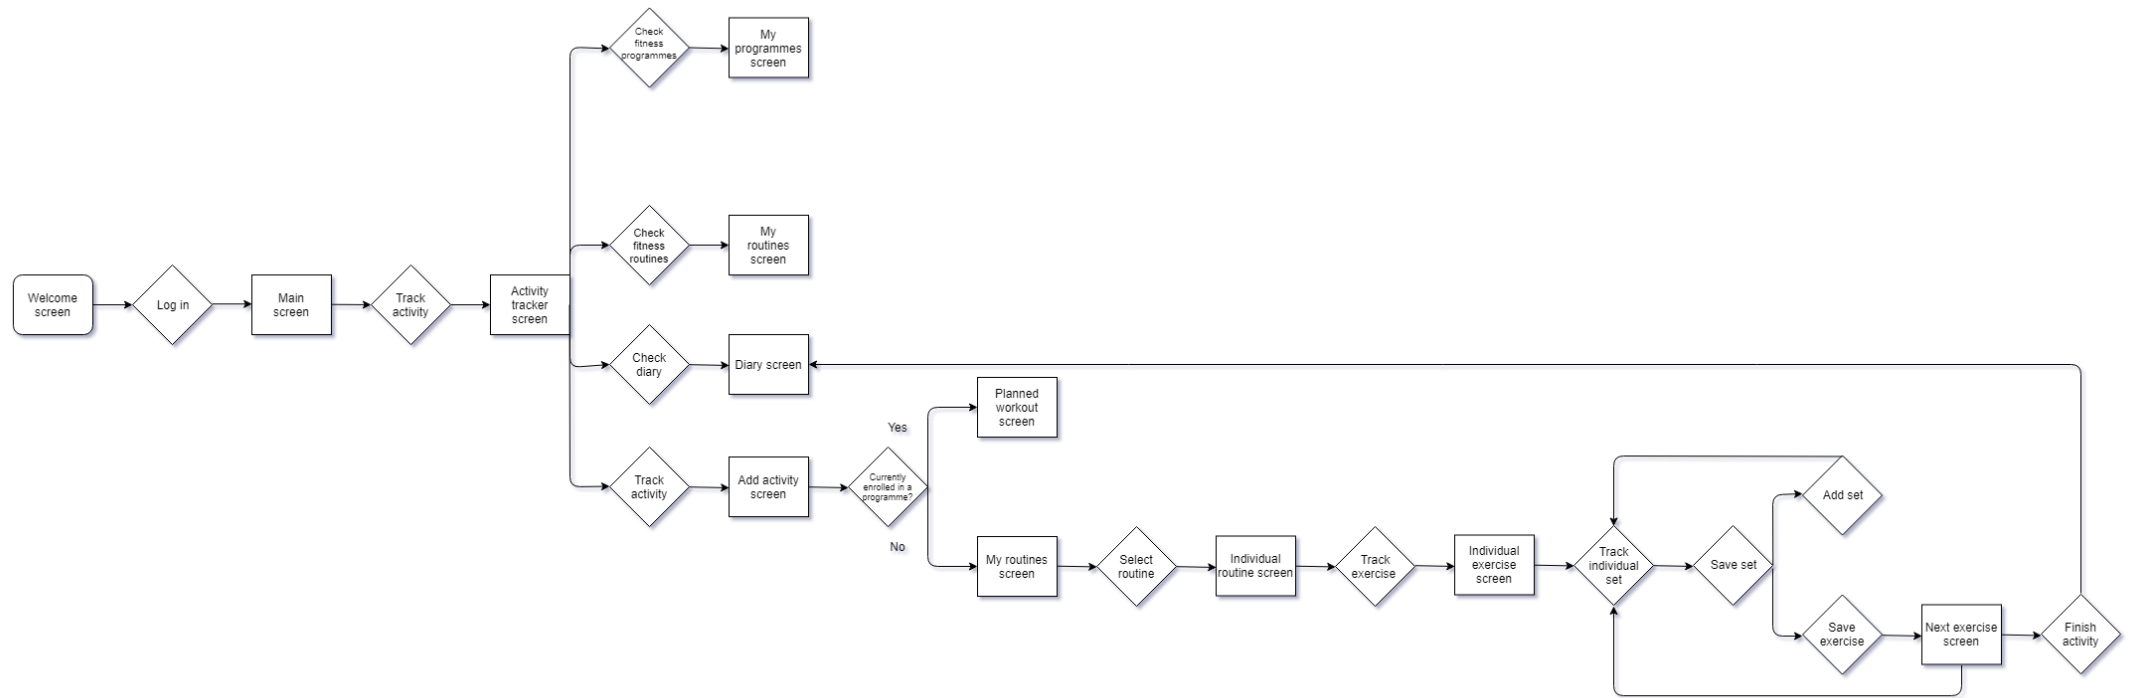 Check
fitness
programmes
My
programmes
screen
Check
fitness
routines
My
routines
screen
Welcome
screen
Log in
Main
screen
Track
activity
Activity
tracker
screen
Check
diary
Diary screen
Planned
workout
screen
Yes
Track
activity
Add activity
screen
Currently
enrolled in a
programme?
No
My routines
screen
Select
routine
Individual
routine screen
Track
exercise
Individual
exercise
screen
Track
individual
set
Save set
Add set
Save
exercise
Next exercise
screen
Finish
activity